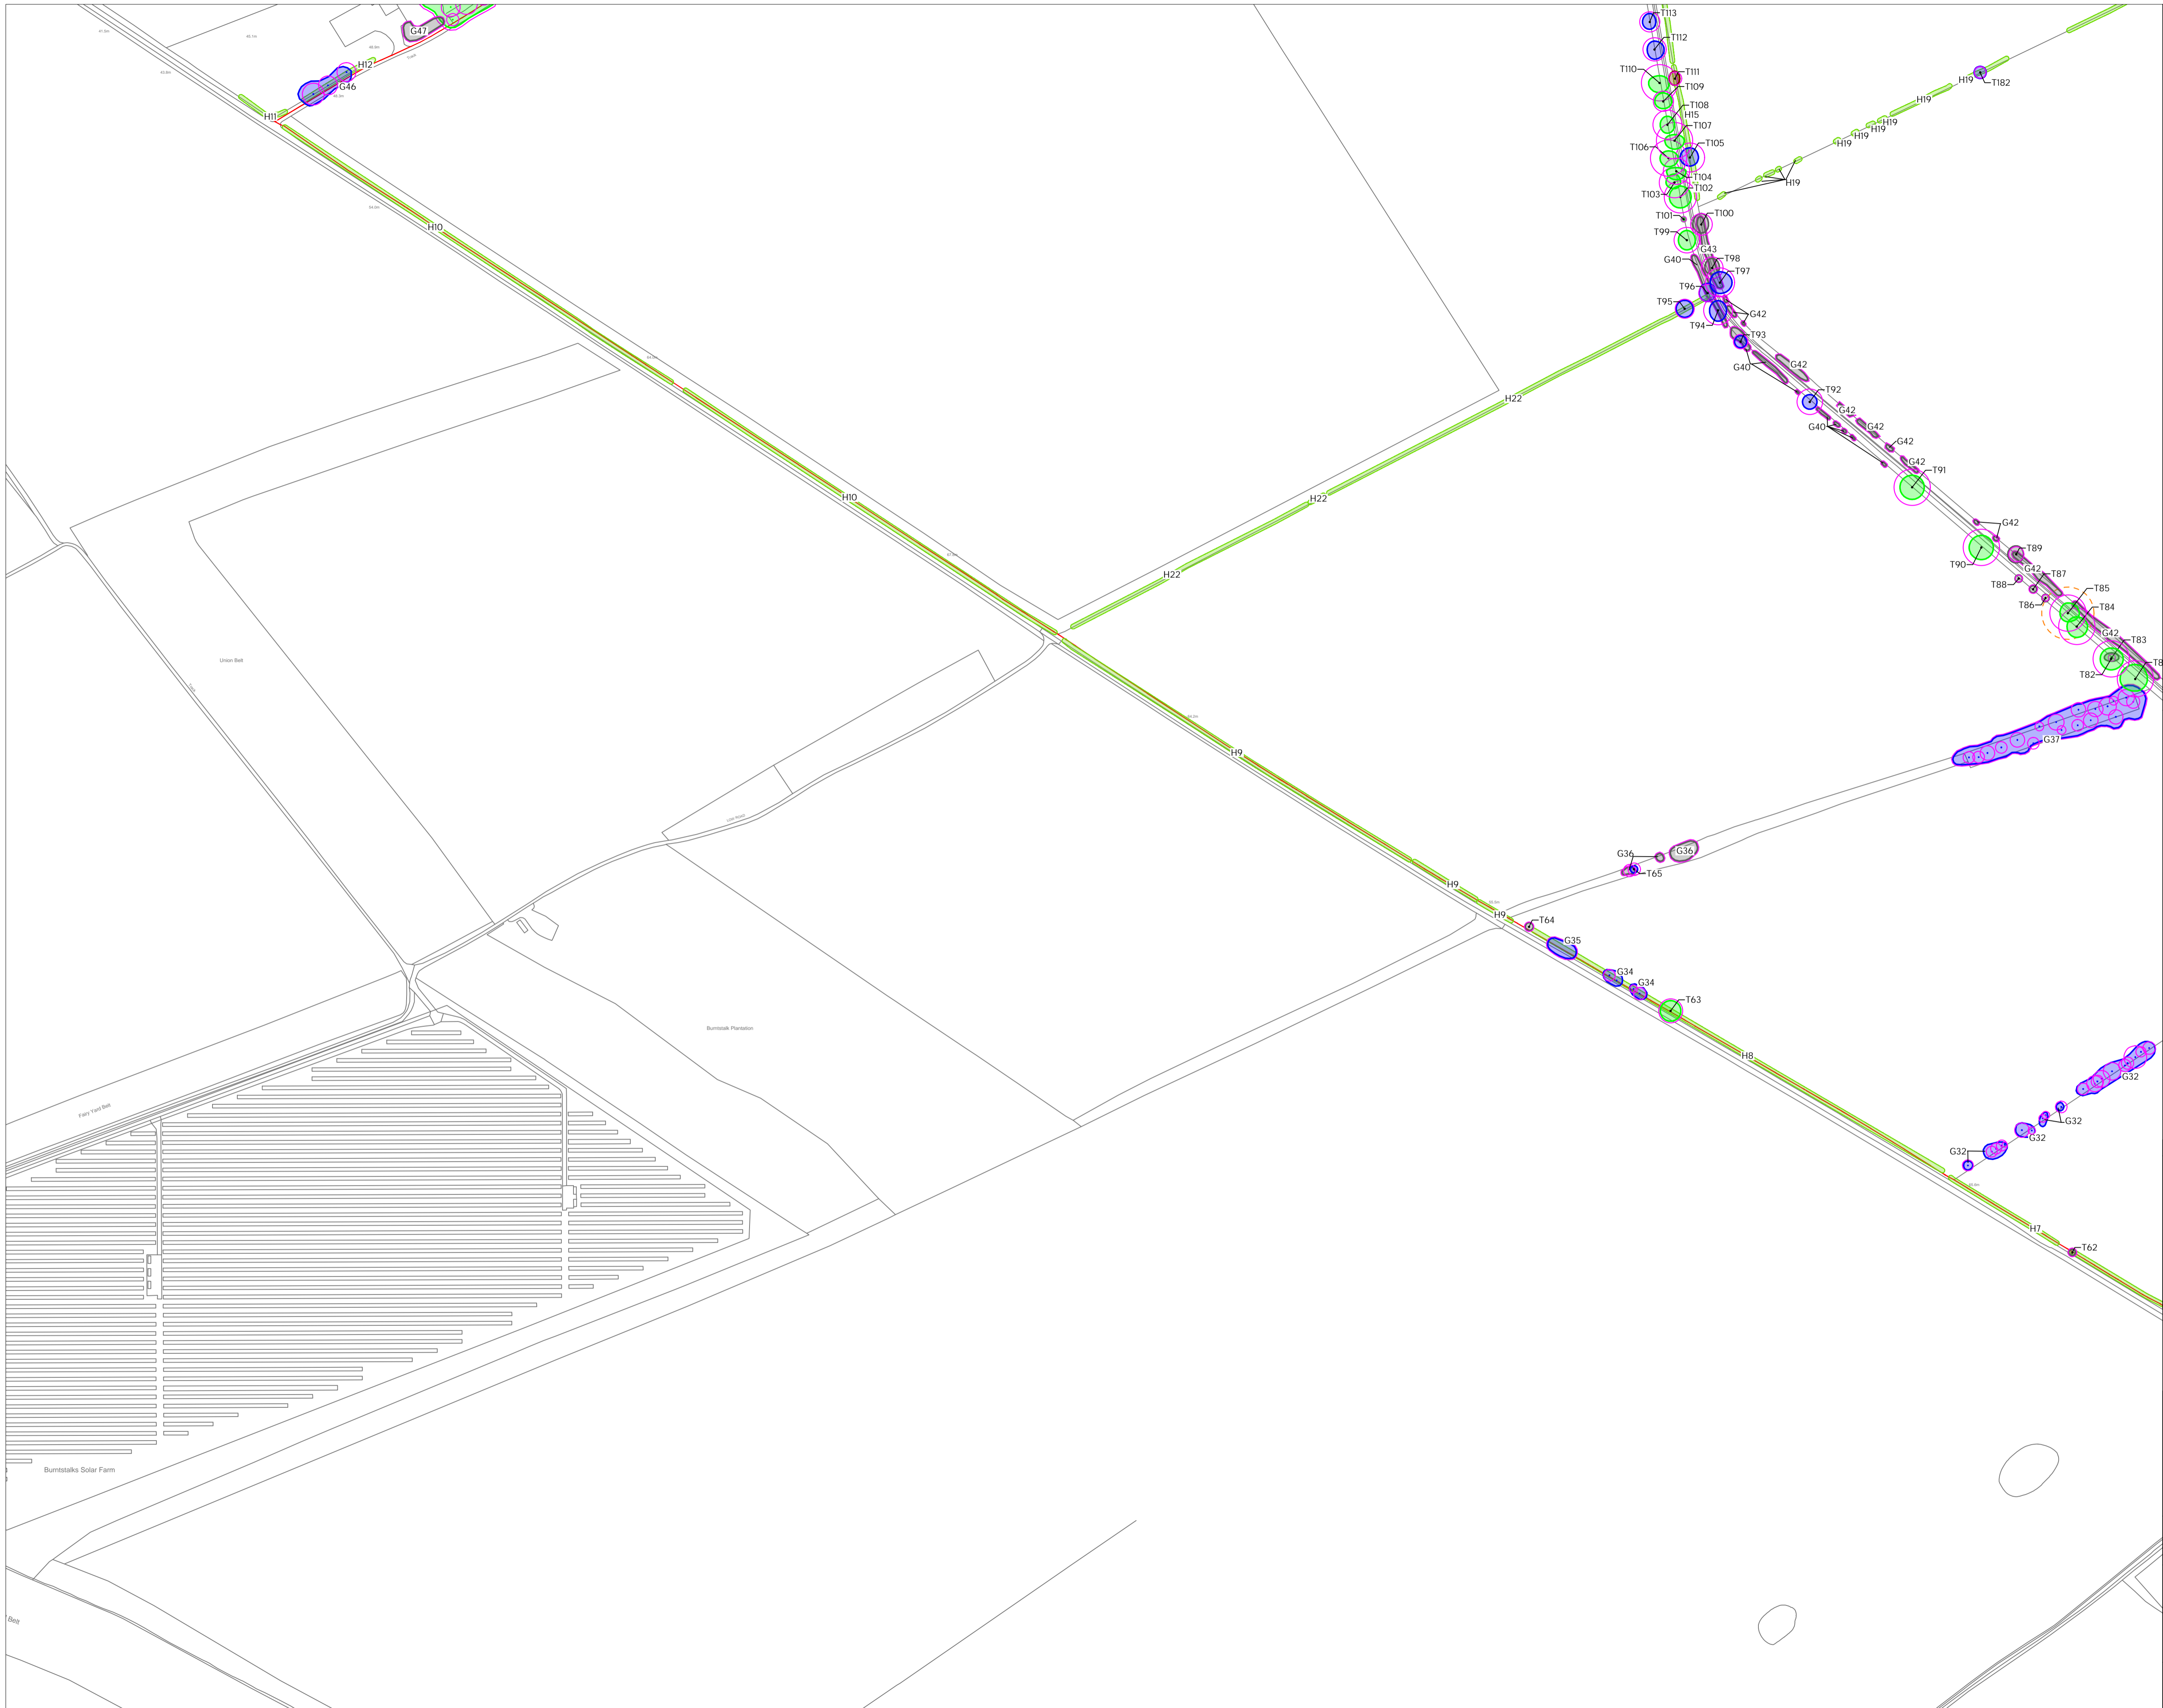 T113
T112
T110
T111
T109
T108
H15
T107
T106
T105
T104
T103
T102
T101
T100
T99
G43
G40
T98
T97
T96
T95
T94
G42
T93
G40
G42
T92
G42
G40
G42
G42
G42
T91
G42
T90
T89
G42
T88
T87
T86
T85
T84
G42
T83
T82
G37
H19
T182
H19
H19
H19
H19
H19
H19
G47
H12
G46
H11
Track
H10
H10
H22
H22
H22
H9
H9
H9
G36
G36
T65
T64
G35
G34
G34
T63
H8
G32
G32
G32
G32
H7
T62
Union Belt
Burntstalk Plantation
Fairy Yard Belt
Burntstalks Solar Farm
Belt